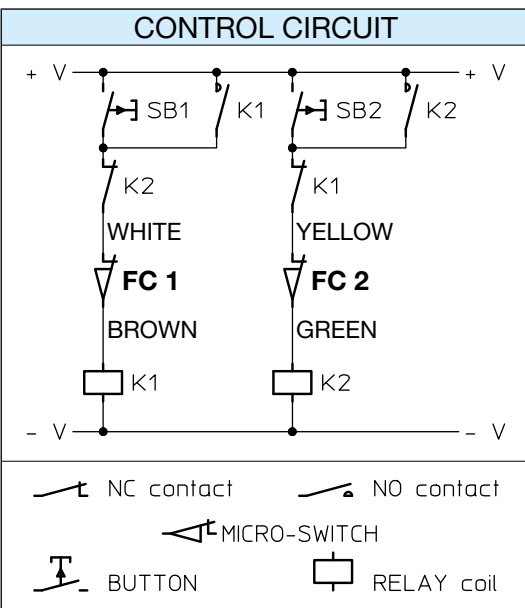 CONTROL CIRCUIT
+ V + V
SB1 K1 SB2 K2
K2 K1
WHITE YELLOW
FC 1 FC 2
BROWN GREEN
K1 K2
- V - V
NC contact NO contact
MICRO-SWITCH
BUTTON RELAY coil